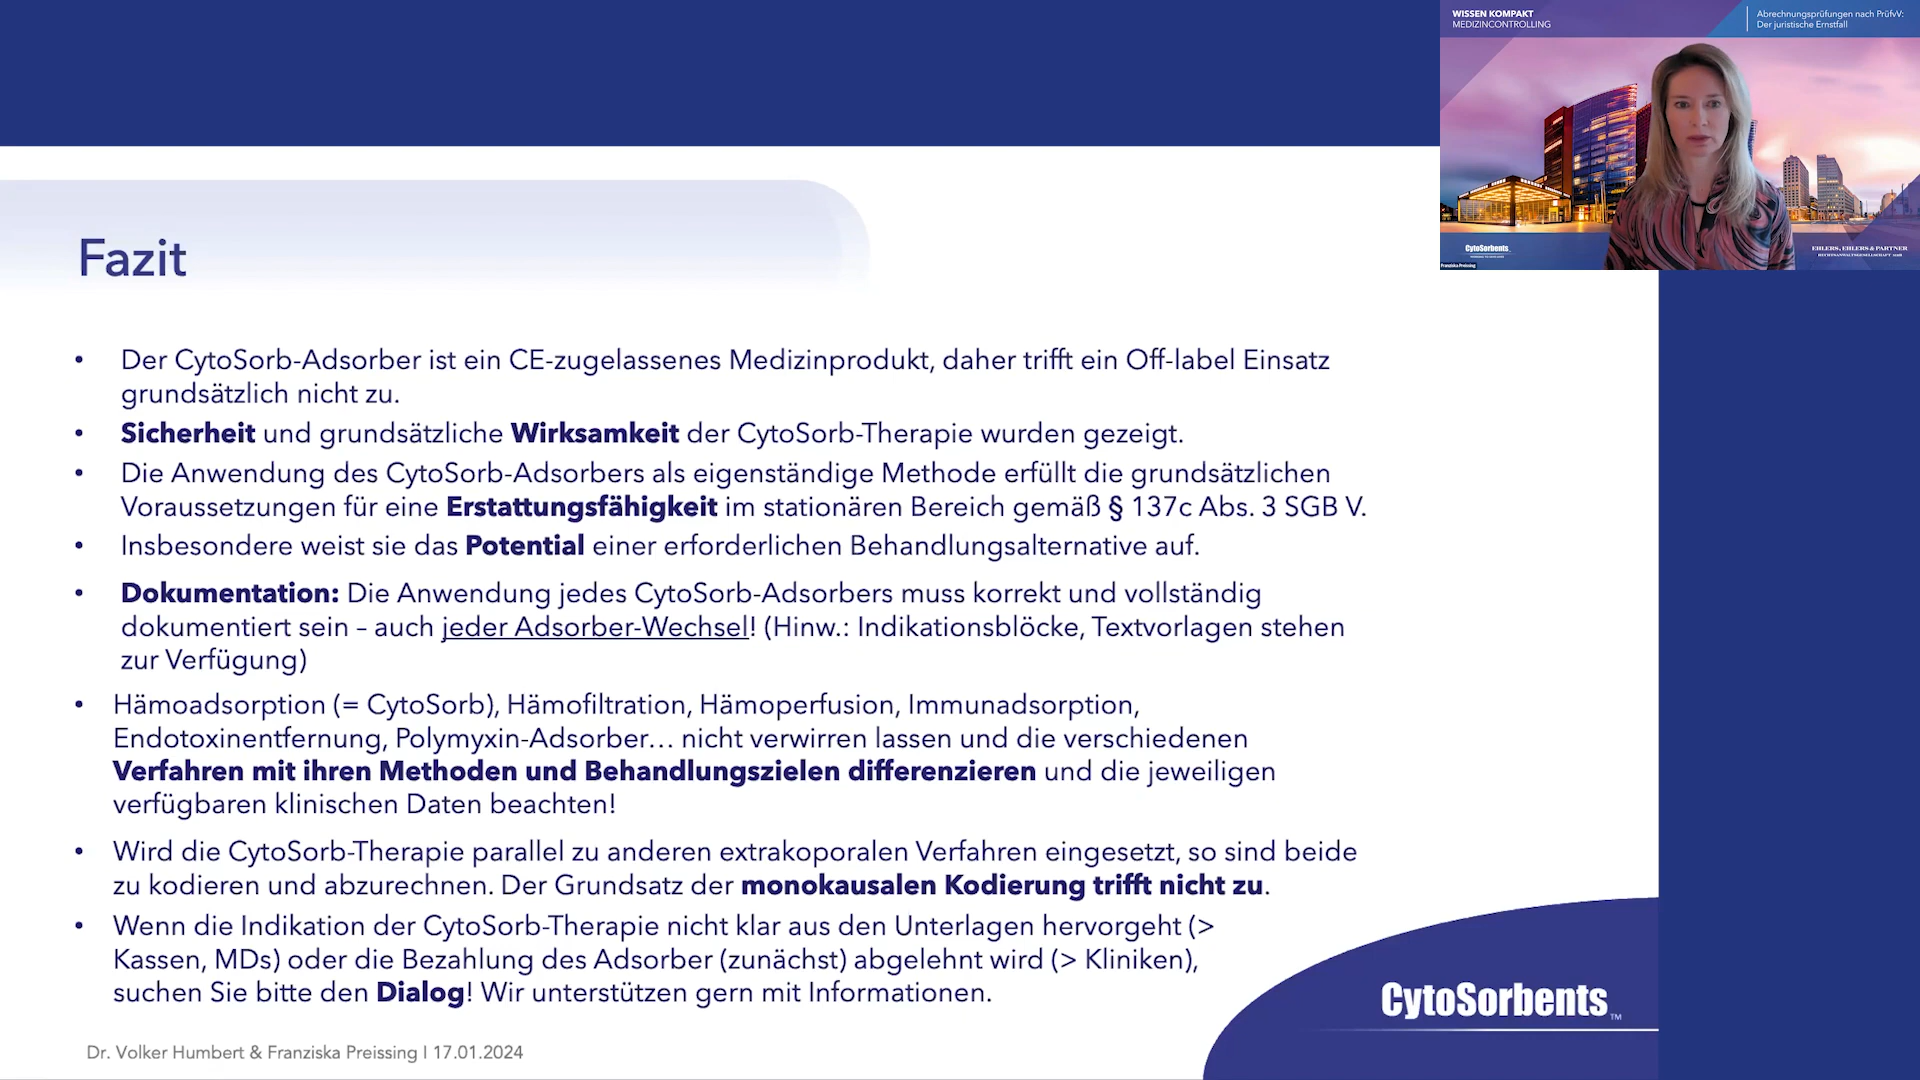 WISSEN KOMPAKT
MEDIZINCONTROLLING
Abrechnungsprüfungen nach PrüfvV:
Der juristische Ernstfall
CytoSorbents
EHLERS, EHLERS & PARTNER
Franziska Preissing
Fazit
• Der CytoSorb-Adsorber ist ein CE-zugelassenes Medizinprodukt, daher trifft ein Off-label Einsatz
grundsätzlich nicht zu.
• Sicherheit und grundsätzliche Wirksamkeit der CytoSorb-Therapie wurden gezeigt.
• Die Anwendung des CytoSorb-Adsorbers als eigenständige Methode erfüllt die grundsätzlichen
Voraussetzungen für eine Erstattungsfähigkeit im stationären Bereich gemäß § 137c Abs. 3 SGB V.
• Insbesondere weist sie das Potential einer erforderlichen Behandlungsalternative auf.
• Dokumentation: Die Anwendung jedes CytoSorb-Adsorbers muss korrekt und vollständig
dokumentiert sein – auch jeder Adsorber-Wechsel! (Hinw.: Indikationsblöcke, Textvorlagen stehen
zur Verfügung)
• Hämoadsorption (= CytoSorb), Hämofiltration, Hämoperfusion, Immunadsorption,
Endotoxinentfernung, Polymyxin-Adsorber… nicht verwirren lassen und die verschiedenen
Verfahren mit ihren Methoden und Behandlungszielen differenzieren und die jeweiligen
verfügbaren klinischen Daten beachten!
• Wird die CytoSorb-Therapie parallel zu anderen extrakoporalen Verfahren eingesetzt, so sind beide
zu kodieren und abzurechnen. Der Grundsatz der monokausalen Kodierung trifft nicht zu.
• Wenn die Indikation der CytoSorb-Therapie nicht klar aus den Unterlagen hervorgeht (>
Kassen, MDs) oder die Bezahlung des Adsorber (zunächst) abgelehnt wird (> Kliniken),
suchen Sie bitte den Dialog! Wir unterstützen gern mit Informationen.
CytoSorbents™
Dr. Volker Humbert & Franziska Preissing I 17.01.2024